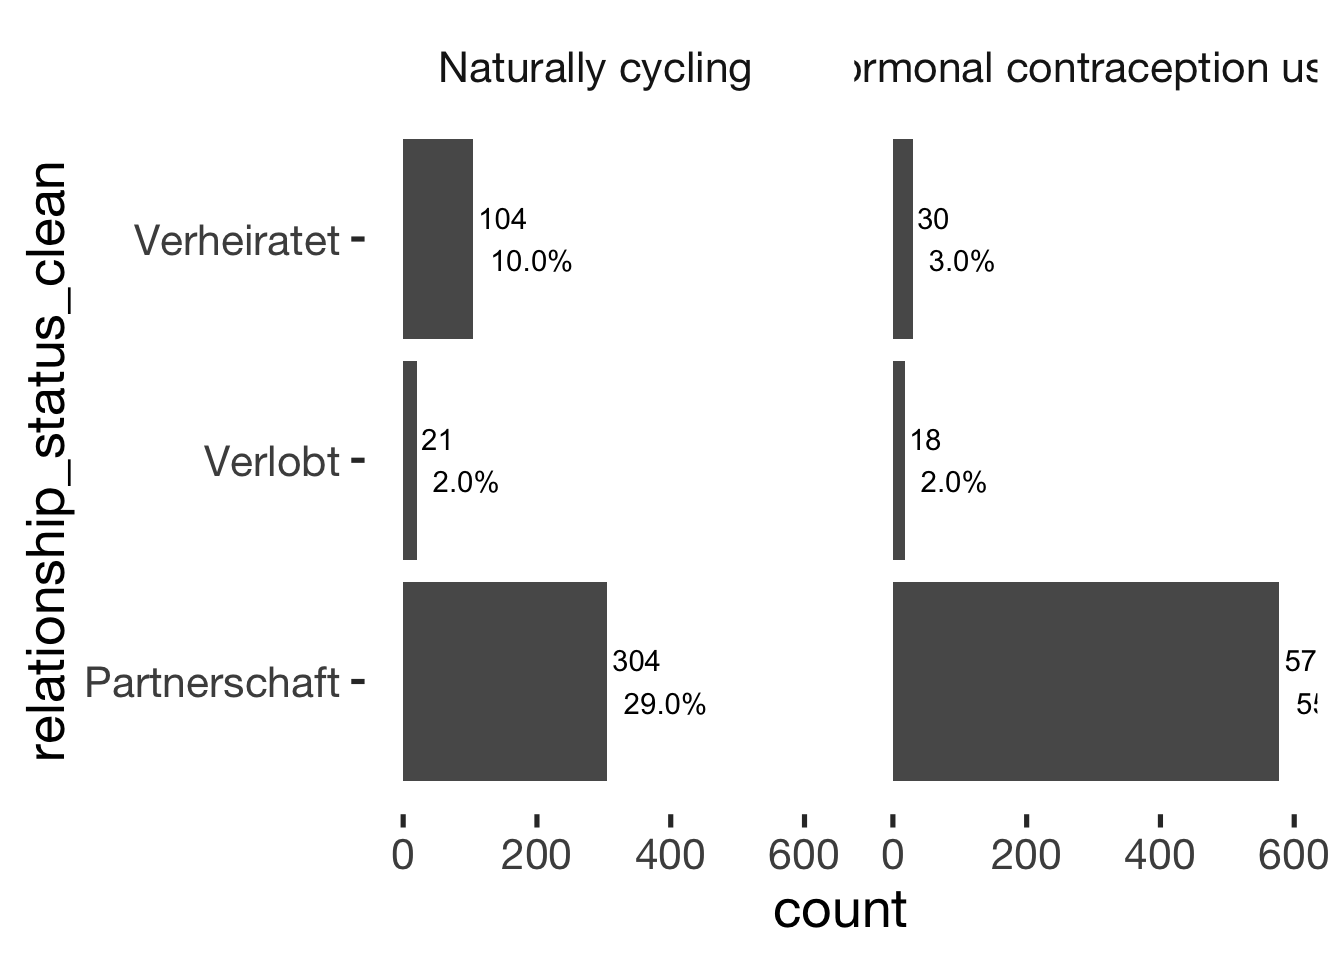 Naturally cycling
ormonal contraception us
relationship_status_clean
Verheiratet
104
10.0%
30
3.0%
Verlobt
21
2.0%
18
2.0%
Partnerschaft
304
29.0%
57
0 200 400 600
0 200 400 600
count